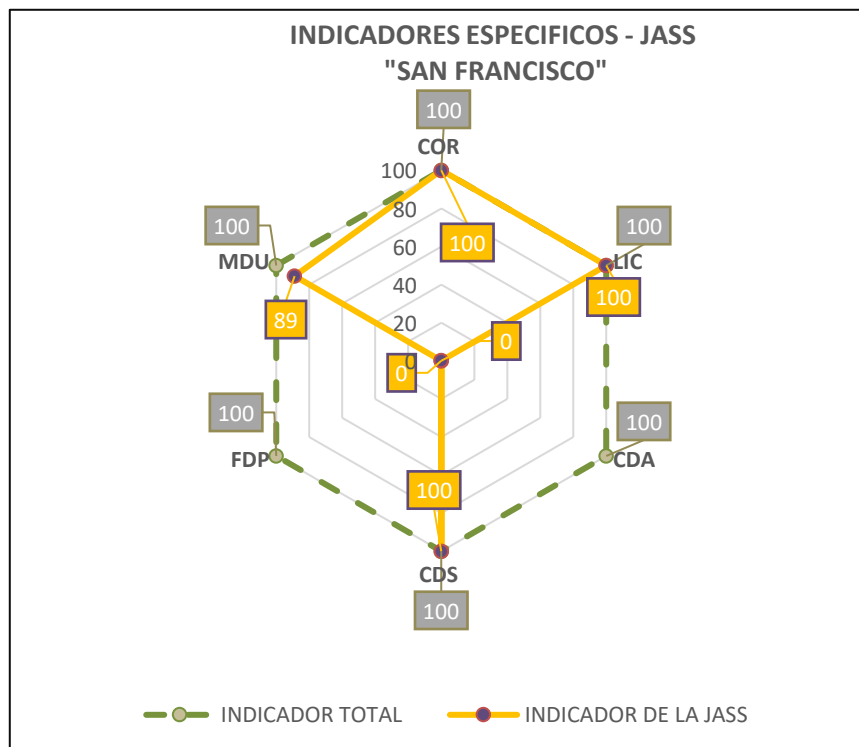 INDICADORES ESPECIFICOS - JASS
"SAN FRANCISCO"
100
COR
100
80
60
40
20
0
100
100
LIC
100
0
100
MDU
89
0
100
FDP
100
CDA
100
CDS
100
INDICADOR TOTAL
INDICADOR DE LA JASS